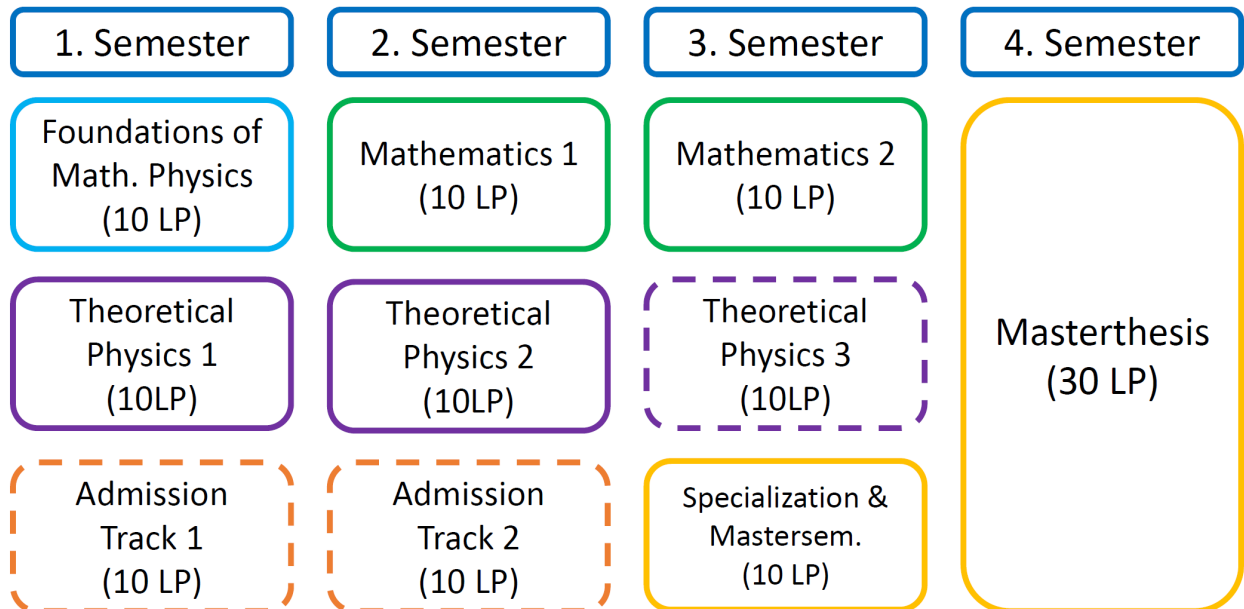 1. Semester
2. Semester
3. Semester
4. Semester
Foundations of
Math. Physics
(10 LP)
Mathematics 1
(10 LP)
Mathematics 2
(10 LP)
Masterthesis
(30 LP)
Theoretical
Physics 1
(10LP)
Theoretical
Physics 2
(10LP)
Theoretical
Physics 3
(10LP)
Admission
Track 1
(10 LP)
Admission
Track 2
(10 LP)
Specialization &
Mastersem.
(10 LP)